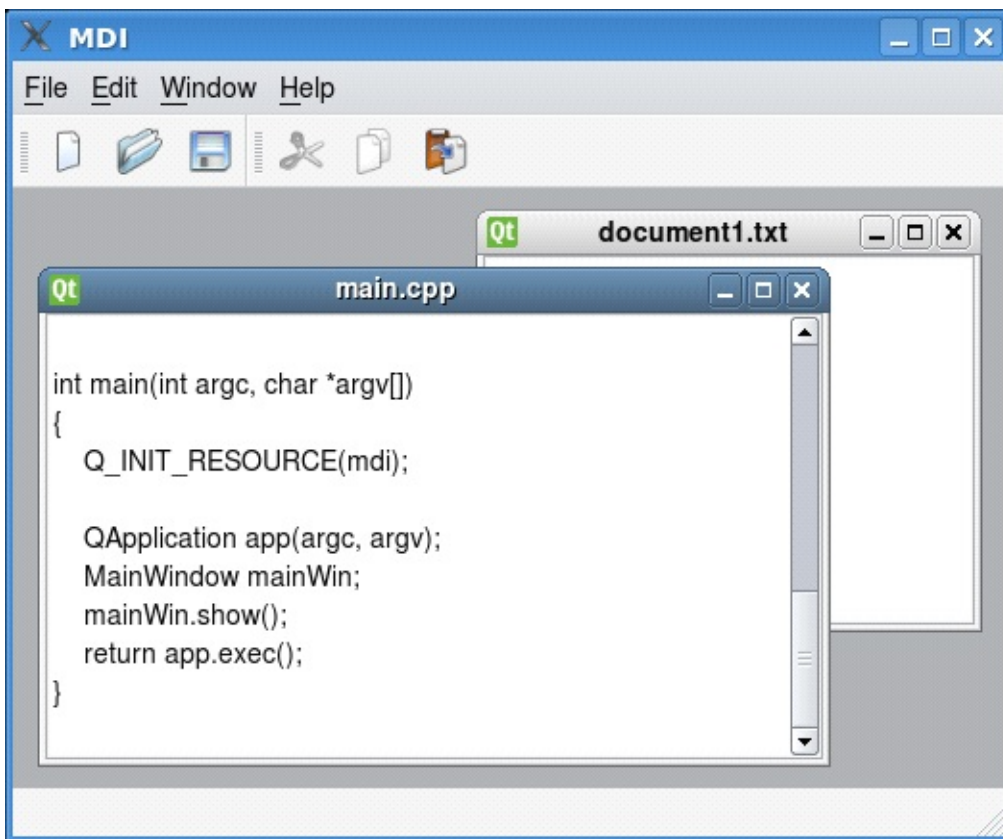 MDI
File Edit Window Help
Qt document1.txt
Qt main.cpp
int main(int argc, char *argv[])
{
    Q_INIT_RESOURCE(mdi);
    QApplication app(argc, argv);
    MainWindow mainWin;
    mainWin.show();
    return app.exec();
}